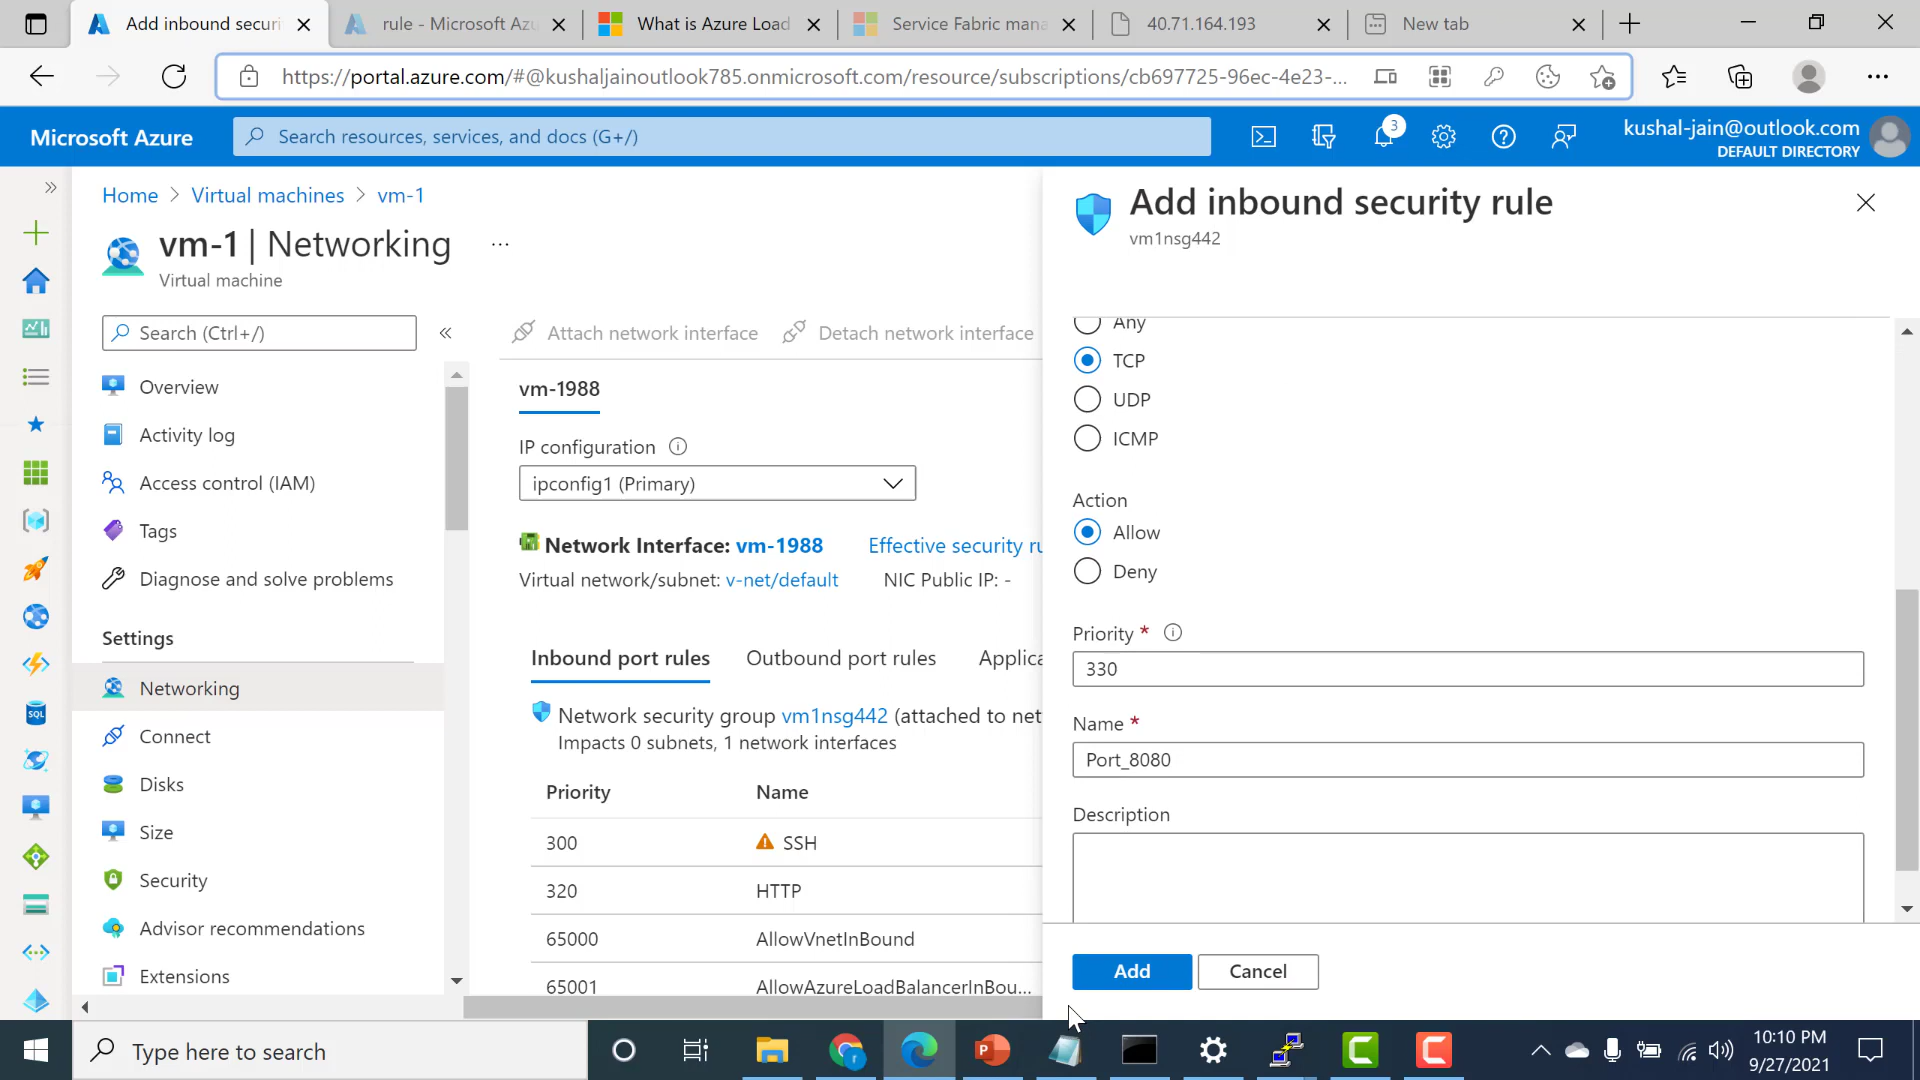 Add inbound securi
rule - Microsoft Azu
What is Azure Load
Service Fabric mana
40.71.164.193
New tab
https://portal.azure.com/#@kushaljainoutlook785.onmicrosoft.com/resource/subscriptions/cb697725-96ec-4e23-...
Microsoft Azure
Search resources, services, and docs (G+/)
3
kushal-jain@outlook.com
DEFAULT DIRECTORY
Home > Virtual machines > vm-1
vm-1 | Networking
...
Virtual machine
Search (Ctrl+/)
«
Overview
Activity log
Access control (IAM)
Tags
Diagnose and solve problems
Settings
Networking
Connect
Disks
Size
Security
Advisor recommendations
Extensions
SQL
Attach network interface
Detach network interface
vm-1988
IP configuration
ipconfig1 (Primary)
Network Interface: vm-1988
Effective security ru
Virtual network/subnet: v-net/default
NIC Public IP: -
Inbound port rules
Outbound port rules
Applica
Network security group vm1nsg442 (attached to net
Impacts 0 subnets, 1 network interfaces
Priority Name
300 SSH
320 HTTP
65000 AllowVnetInBound
65001 AllowAzureLoadBalancerInBou...
Add inbound security rule
vm1nsg442
Any
TCP
UDP
ICMP
Action
Allow
Deny
Priority *
330
Name *
Port_8080
Description
Add
Cancel
Type here to search
10:10 PM
9/27/2021